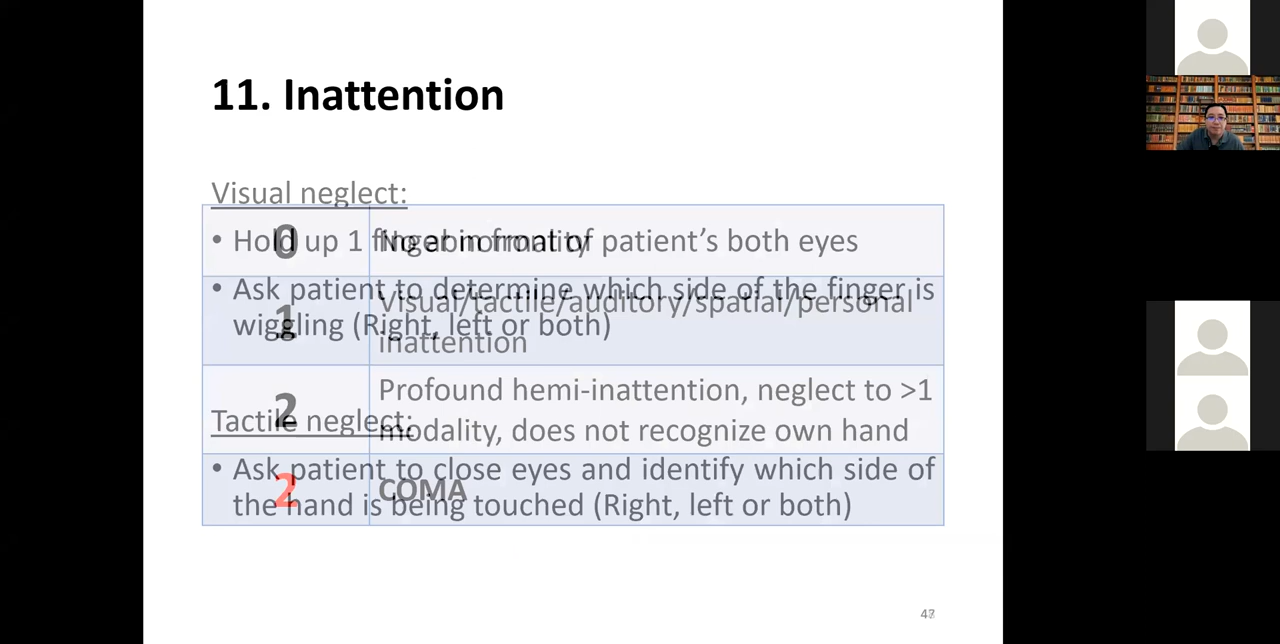 11. Inattention
Visual neglect:
• Hold up 1 finger in front of patient's both eyes
• Ask patient to determine which side of the finger is
wiggling (Right, left or both)
Tactile neglect:
• Ask patient to close eyes and identify which side of
the hand is being touched (Right, left or both)
0 No abnormality
1 Visual/tactile/auditory/spatial/personal
inattention
2 Profound hemi-inattention, neglect to >1
modality, does not recognize own hand
2 COMA